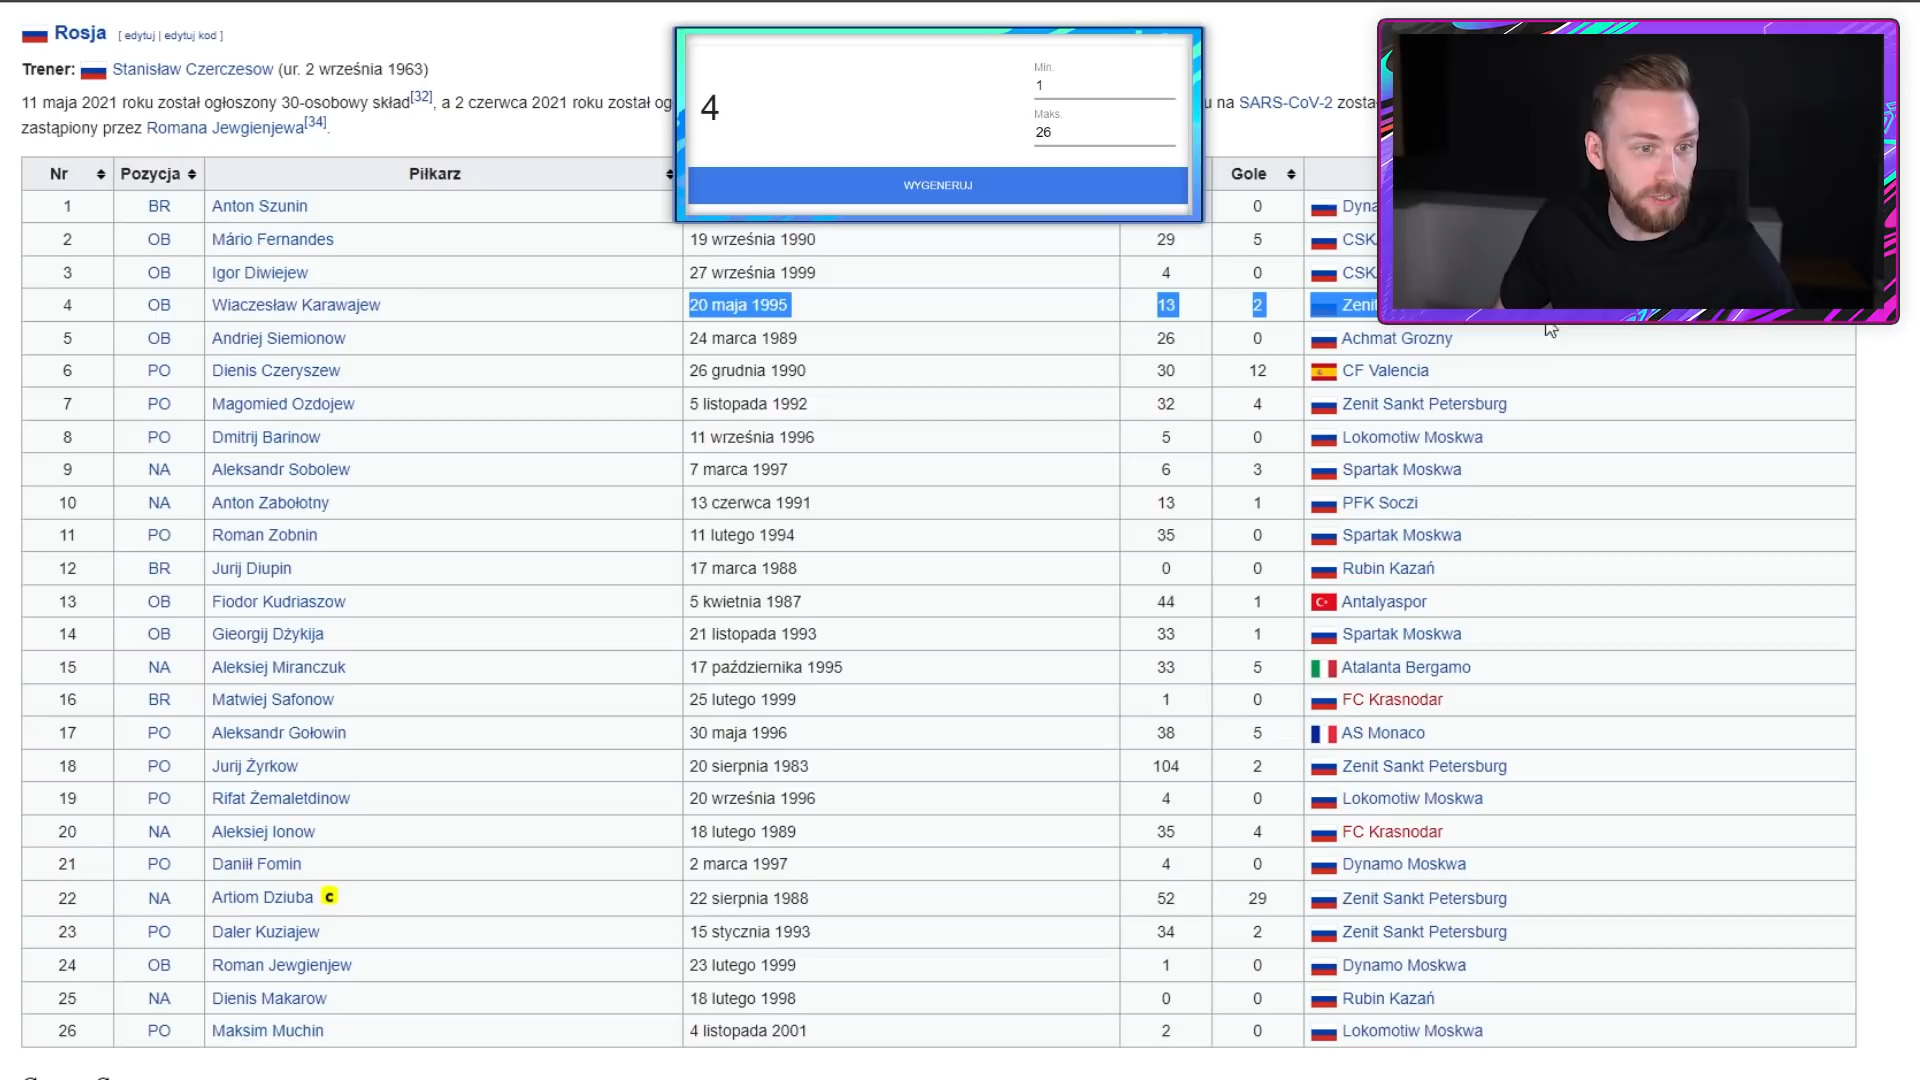 Rosja [ edytuj | edytuj kod ]
Trener: Stanisław Czerczesow (ur. 2 września 1963)
11 maja 2021 roku został ogłoszony 30-osobowy skład[32], a 2 czerwca 2021 roku został og
u na SARS-CoV-2 zosta
zastąpiony przez Romana Jewgienjewa[34].
4
Min.
1
Maks.
26
WYGENERUJ
Nr Pozycja Piłkarz Gole
1 BR Anton Szunin 0 Dyna
2 OB Mário Fernandes 19 września 1990 29 5 CSK
3 OB Igor Diwiejew 27 września 1999 4 0 CSK
4 OB Wiaczesław Karawajew 20 maja 1995 13 2 Zenit
5 OB Andriej Siemionow 24 marca 1989 26 0 Achmat Grozny
6 PO Dienis Czeryszew 26 grudnia 1990 30 12 CF Valencia
7 PO Magomied Ozdojew 5 listopada 1992 32 4 Zenit Sankt Petersburg
8 PO Dmitrij Barinow 11 września 1996 5 0 Lokomotiw Moskwa
9 NA Aleksandr Sobolew 7 marca 1997 6 3 Spartak Moskwa
10 NA Anton Zabołotny 13 czerwca 1991 13 1 PFK Soczi
11 PO Roman Zobnin 11 lutego 1994 35 0 Spartak Moskwa
12 BR Jurij Diupin 17 marca 1988 0 0 Rubin Kazań
13 OB Fiodor Kudriaszow 5 kwietnia 1987 44 1 Antalyaspor
14 OB Gieorgij Dżykija 21 listopada 1993 33 1 Spartak Moskwa
15 NA Aleksiej Miranczuk 17 października 1995 33 5 Atalanta Bergamo
16 BR Matwiej Safonow 25 lutego 1999 1 0 FC Krasnodar
17 PO Aleksandr Gołowin 30 maja 1996 38 5 AS Monaco
18 PO Jurij Żyrkow 20 sierpnia 1983 104 2 Zenit Sankt Petersburg
19 PO Rifat Żemaletdinow 20 września 1996 4 0 Lokomotiw Moskwa
20 NA Aleksiej Ionow 18 lutego 1989 35 4 FC Krasnodar
21 PO Daniił Fomin 2 marca 1997 4 0 Dynamo Moskwa
22 NA Artiom Dziuba c 22 sierpnia 1988 52 29 Zenit Sankt Petersburg
23 PO Daler Kuziajew 15 stycznia 1993 34 2 Zenit Sankt Petersburg
24 OB Roman Jewgienjew 23 lutego 1999 1 0 Dynamo Moskwa
25 NA Dienis Makarow 18 lutego 1998 0 0 Rubin Kazań
26 PO Maksim Muchin 4 listopada 2001 2 0 Lokomotiw Moskwa